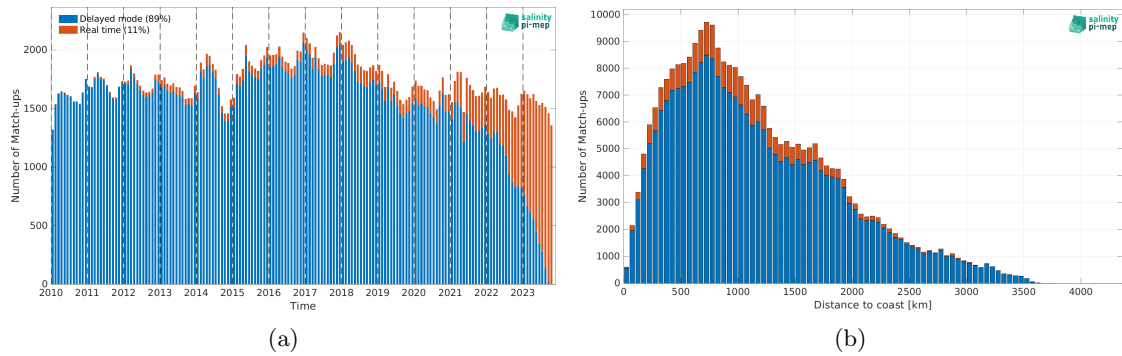 Delayed mode (89%)
Real time (11%)
salinity
pi-mep
Number of Match-ups
2000
1500
1000
500
0
2010 2011 2012 2013 2014 2015 2016 2017 2018 2019 2020 2021 2022 2023
Time
(a)
salinity
pi-mep
Number of Match-ups
10000
9000
8000
7000
6000
5000
4000
3000
2000
1000
0
0 500 1000 1500 2000 2500 3000 3500 4000
Distance to coast [km]
(b)